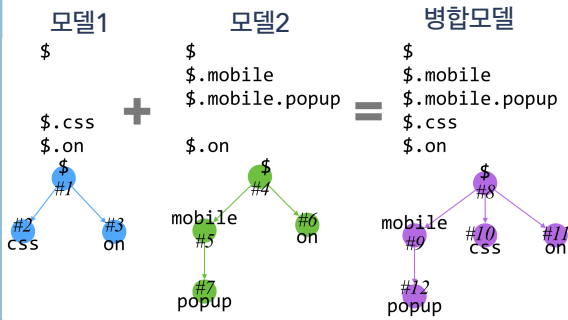 모델1
$
$.css
$.on
+
모델2
$
$.mobile
$.mobile.popup
$.on
=
병합모델
$
$.mobile
$.mobile.popup
$.css
$.on
$
#1
#2
css
#3
on
$
#4
mobile
#5
#6
on
#7
popup
$
#8
mobile
#9
#10
css
#11
on
#12
popup